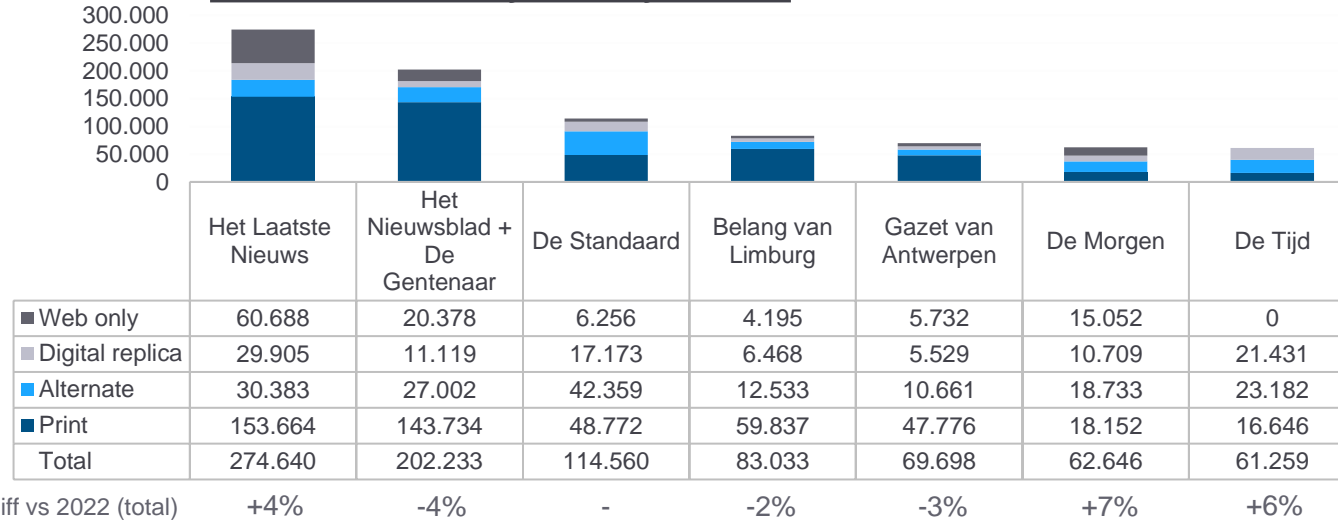 300.000
250.000
200.000
150.000
100.000
50.000
0
Het Laatste Nieuws
Het Nieuwsblad + De Gentenaar
De Standaard
Belang van Limburg
Gazet van Antwerpen
De Morgen
De Tijd
Web only 60.688 20.378 6.256 4.195 5.732 15.052 0
Digital replica 29.905 11.119 17.173 6.468 5.529 10.709 21.431
Alternate 30.383 27.002 42.359 12.533 10.661 18.733 23.182
Print 153.664 143.734 48.772 59.837 47.776 18.152 16.646
Total 274.640 202.233 114.560 83.033 69.698 62.646 61.259
iff vs 2022 (total) +4% -4% - -2% -3% +7% +6%